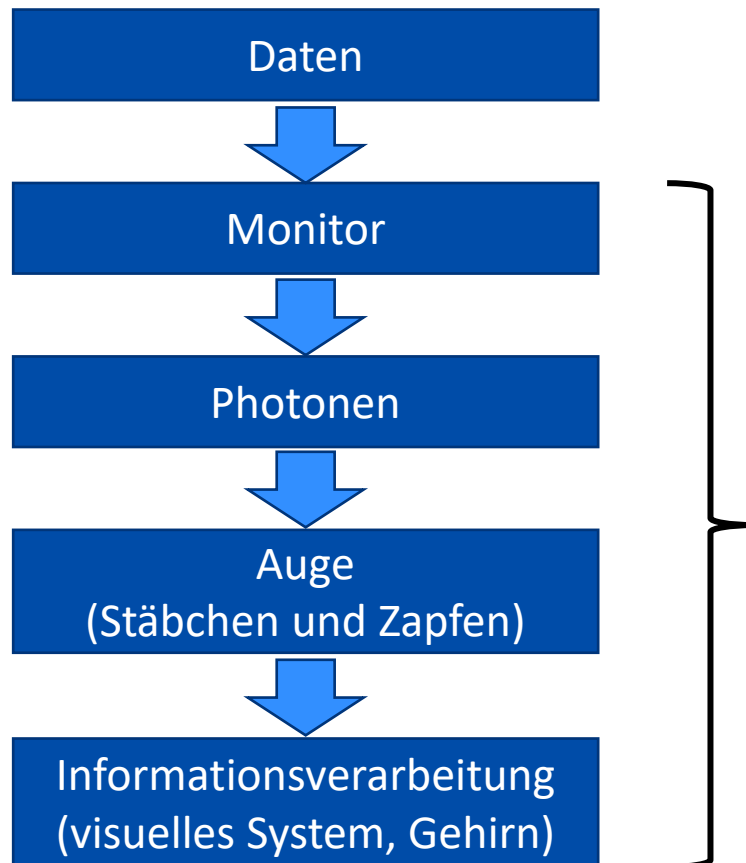 Daten
Monitor
Photonen
Auge
(Stäbchen und Zapfen)
Informationsverarbeitung
(visuelles System, Gehirn)